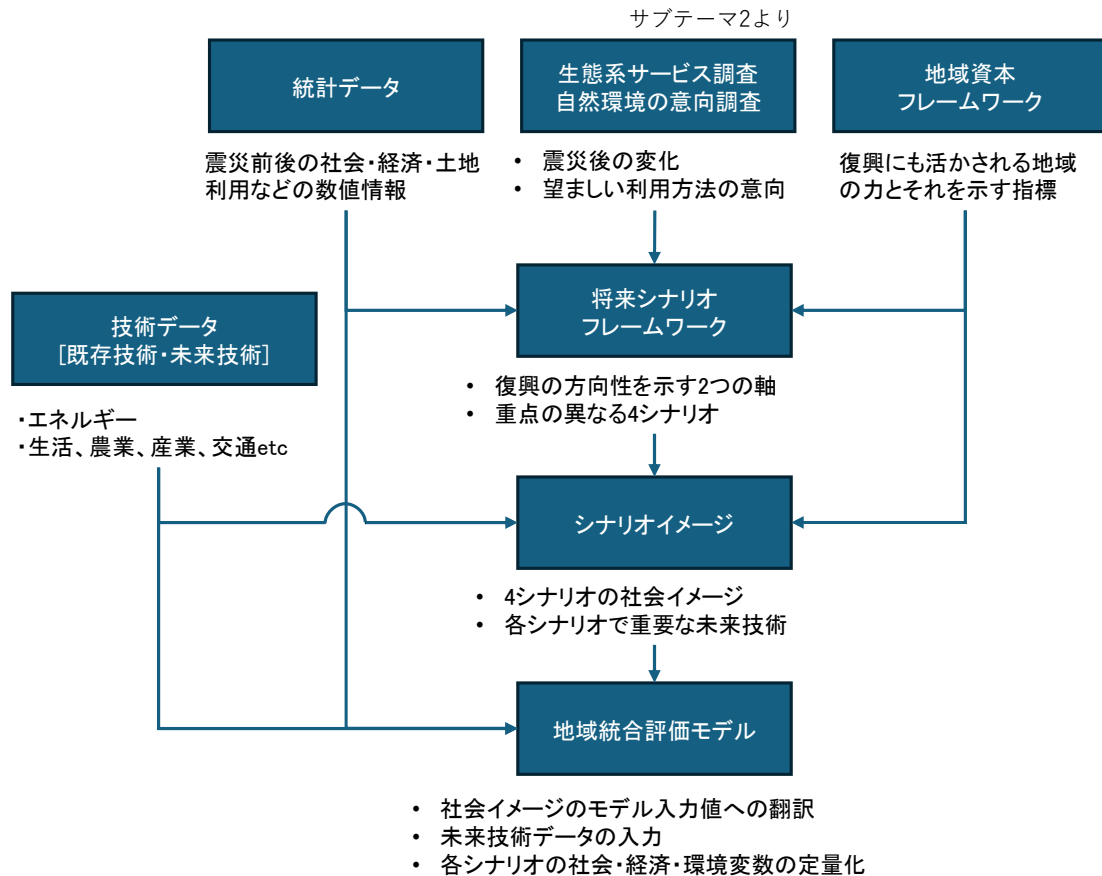 サブテーマ2より
統計データ
生態系サービス調査
自然環境の意向調査
地域資本
フレームワーク
震災前後の社会・経済・土地
利用などの数値情報
• 震災後の変化
• 望ましい利用方法の意向
復興にも活かされる地域
の力とそれを示す指標
将来シナリオ
フレームワーク
技術データ
[既存技術・未来技術]
• 復興の方向性を示す2つの軸
• 重点の異なる4シナリオ
・エネルギー
・生活、農業、産業、交通etc
シナリオイメージ
• 4シナリオの社会イメージ
• 各シナリオで重要な未来技術
地域統合評価モデル
• 社会イメージのモデル入力値への翻訳
• 未来技術データの入力
• 各シナリオの社会・経済・環境変数の定量化